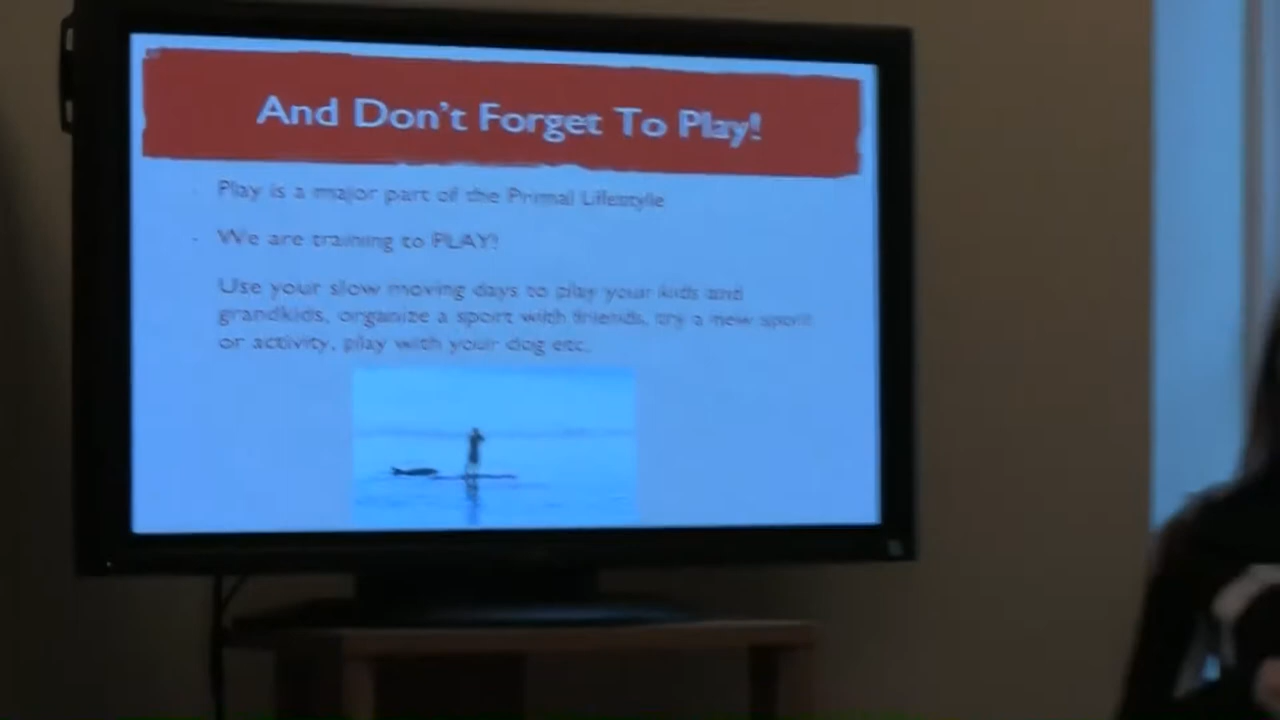 And Don't Forget To Play!
Play is a major part of the Primal Lifestyle
We are training to PLAY!
Use your slow moving days to play your kids and
grandkids, organize a sport with friends, try a new sport
or activity, play with your dog etc.